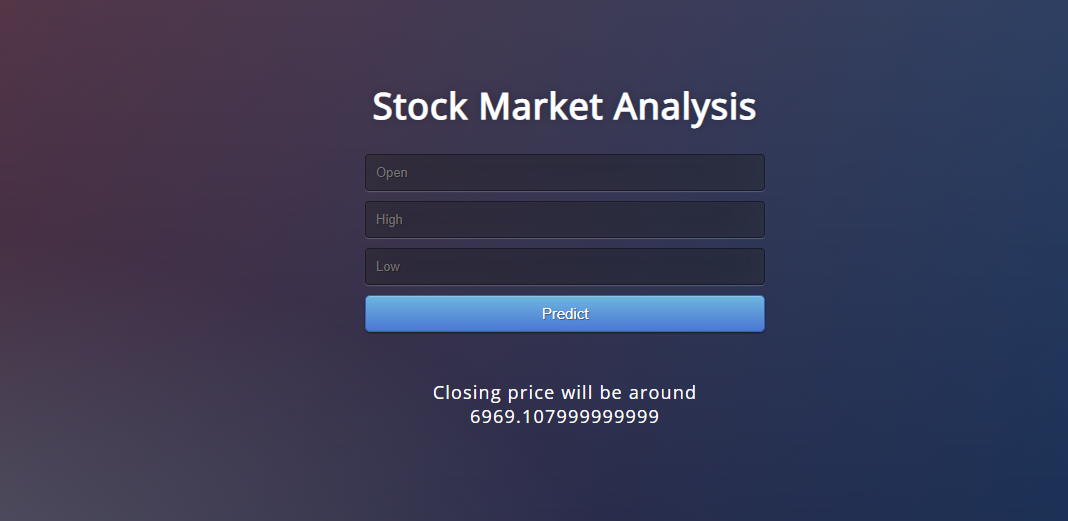 Stock Market Analysis
Open
High
Low
Predict
Closing price will be around
6969.107999999999